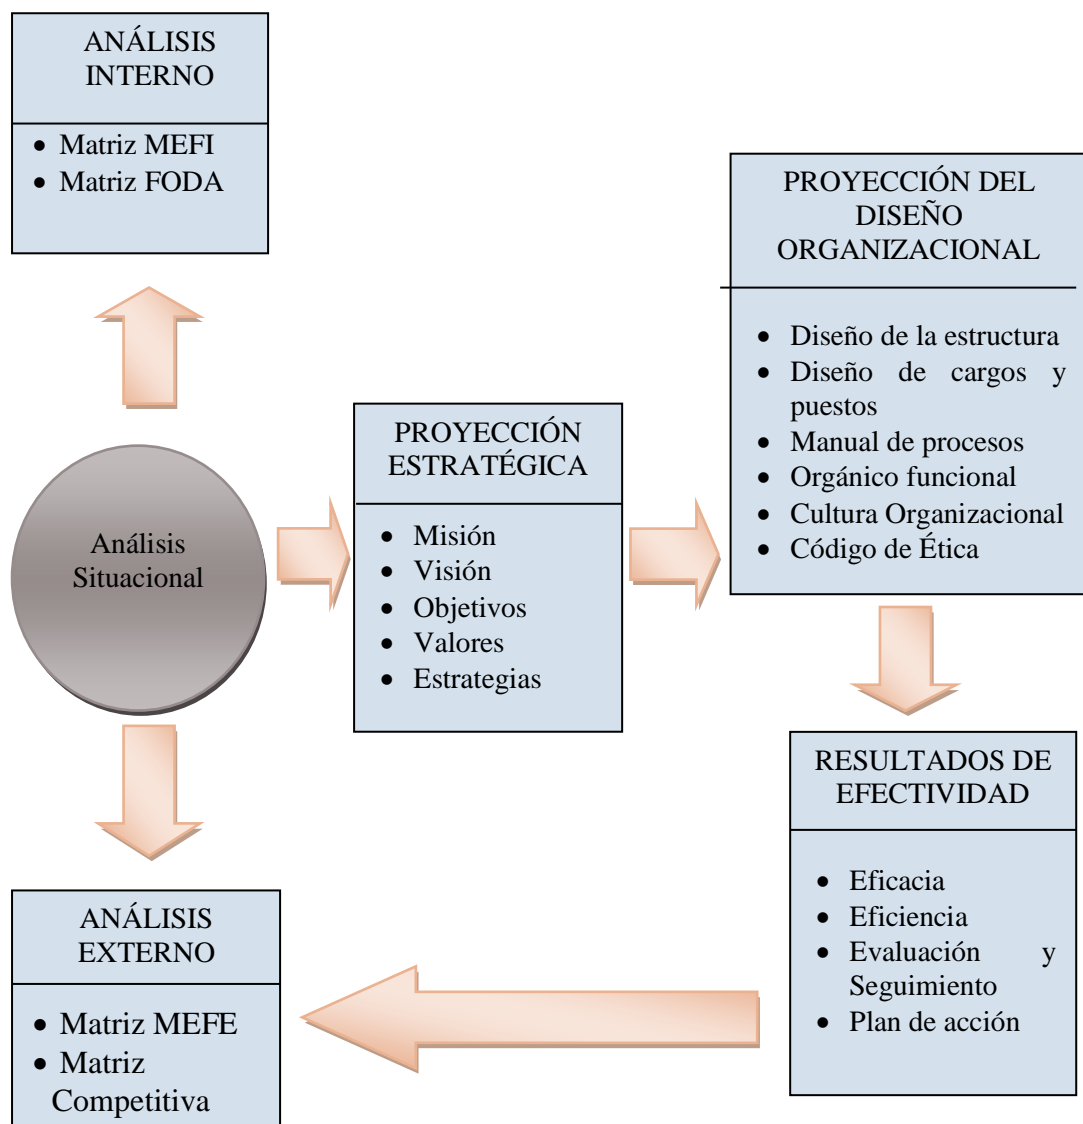 ANÁLISIS
INTERNO
• Matriz MEFI
• Matriz FODA
Análisis
Situacional
ANÁLISIS
EXTERNO
• Matriz MEFE
• Matriz
Competitiva
PROYECCIÓN
ESTRATÉGICA
• Misión
• Visión
• Objetivos
• Valores
• Estrategias
PROYECCIÓN DEL
DISEÑO
ORGANIZACIONAL
• Diseño de la estructura
• Diseño de cargos y
puestos
• Manual de procesos
• Orgánico funcional
• Cultura Organizacional
• Código de Ética
RESULTADOS DE
EFECTIVIDAD
• Eficacia
• Eficiencia
• Evaluación y
Seguimiento
• Plan de acción